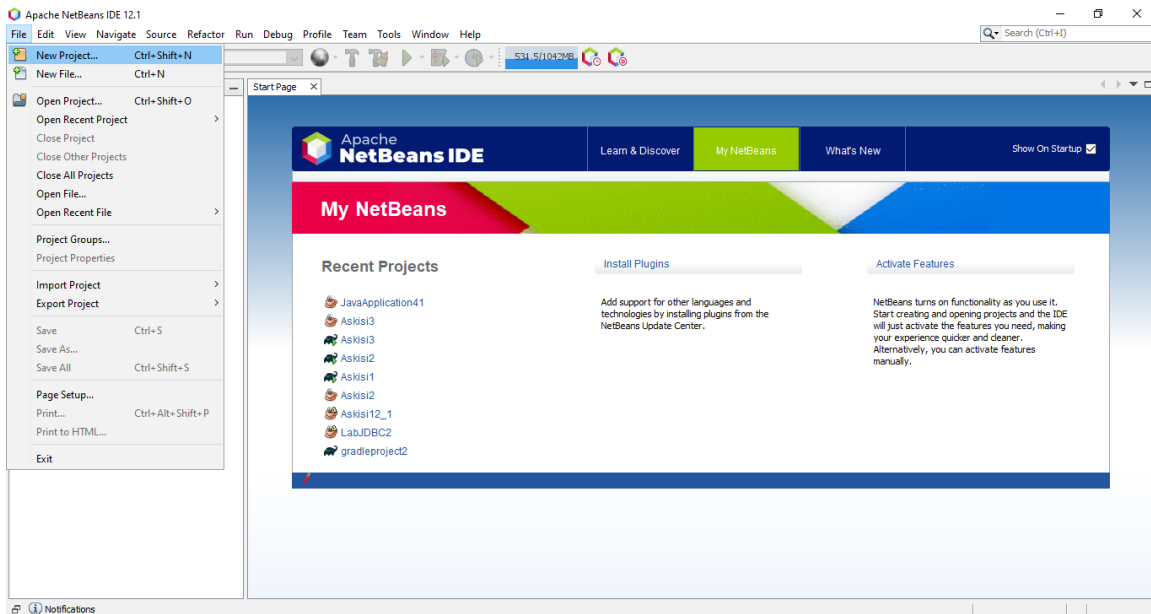 Apache NetBeans IDE 12.1
File Edit View Navigate Source Refactor Run Debug Profile Team Tools Window Help
Search (Ctrl+I)
New Project... Ctrl+Shift+N
New File... Ctrl+N
Open Project... Ctrl+Shift+O
Open Recent Project
Close Project
Close Other Projects
Close All Projects
Open File...
Open Recent File
Project Groups...
Project Properties
Import Project
Export Project
Save Ctrl+S
Save As...
Save All Ctrl+Shift+S
Page Setup...
Print... Ctrl+Alt+Shift+P
Print to HTML...
Exit
531.5/1042MB
Start Page
Apache
NetBeans IDE
Learn & Discover My NetBeans What's New Show On Startup
My NetBeans
Recent Projects
JavaApplication41
Askisi3
Askisi3
Askisi2
Askisi1
Askisi2
Askisi12_1
LabJDBC2
gradleproject2
Install Plugins
Add support for other languages and
technologies by installing plugins from the
NetBeans Update Center.
Activate Features
NetBeans turns on functionality as you use it.
Start creating and opening projects and the IDE
will just activate the features you need, making
your experience quicker and cleaner.
Alternatively, you can activate features
manually.
Notifications